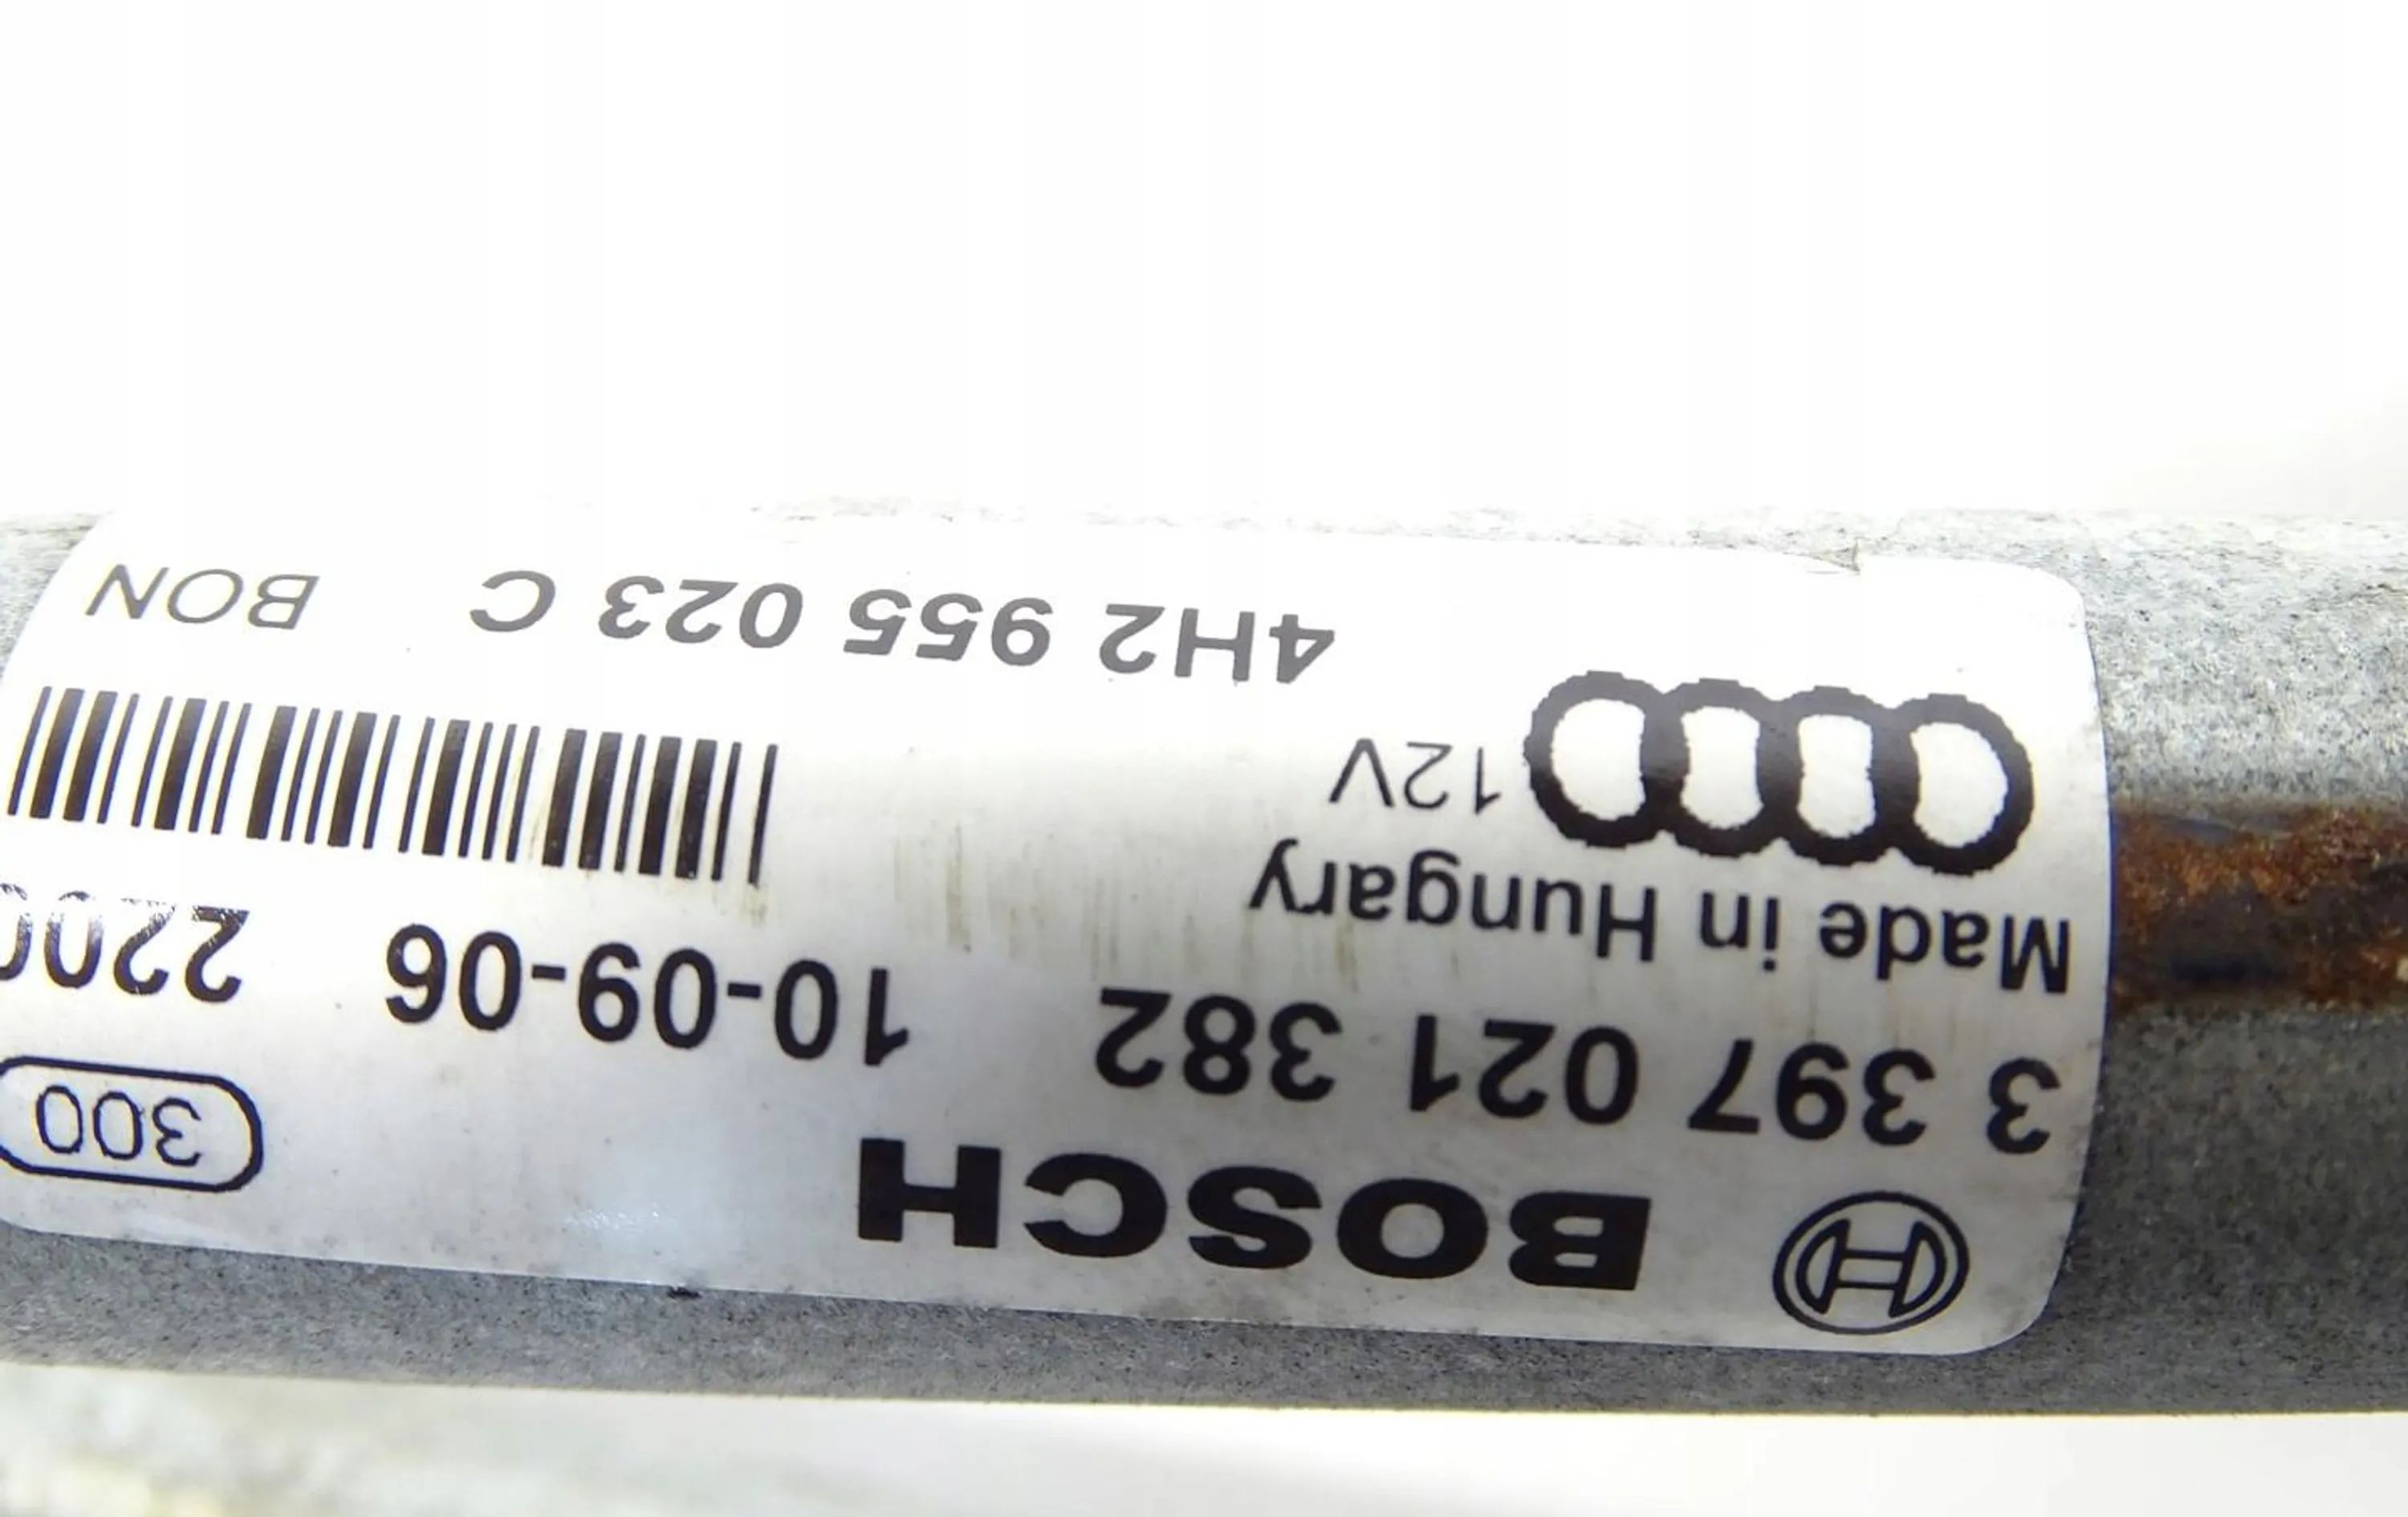 BOSCH
300
3 397 021 382 10-09-06
Made in Hungary
12V
4H2 955 023 C BON